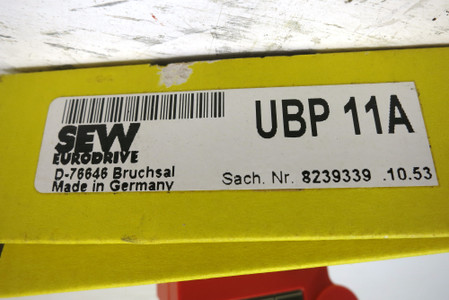 SEW
EURODRIVE
D-76646 Bruchsal
Made in Germany
UBP 11A
Sach. Nr. 8239339 .10.53